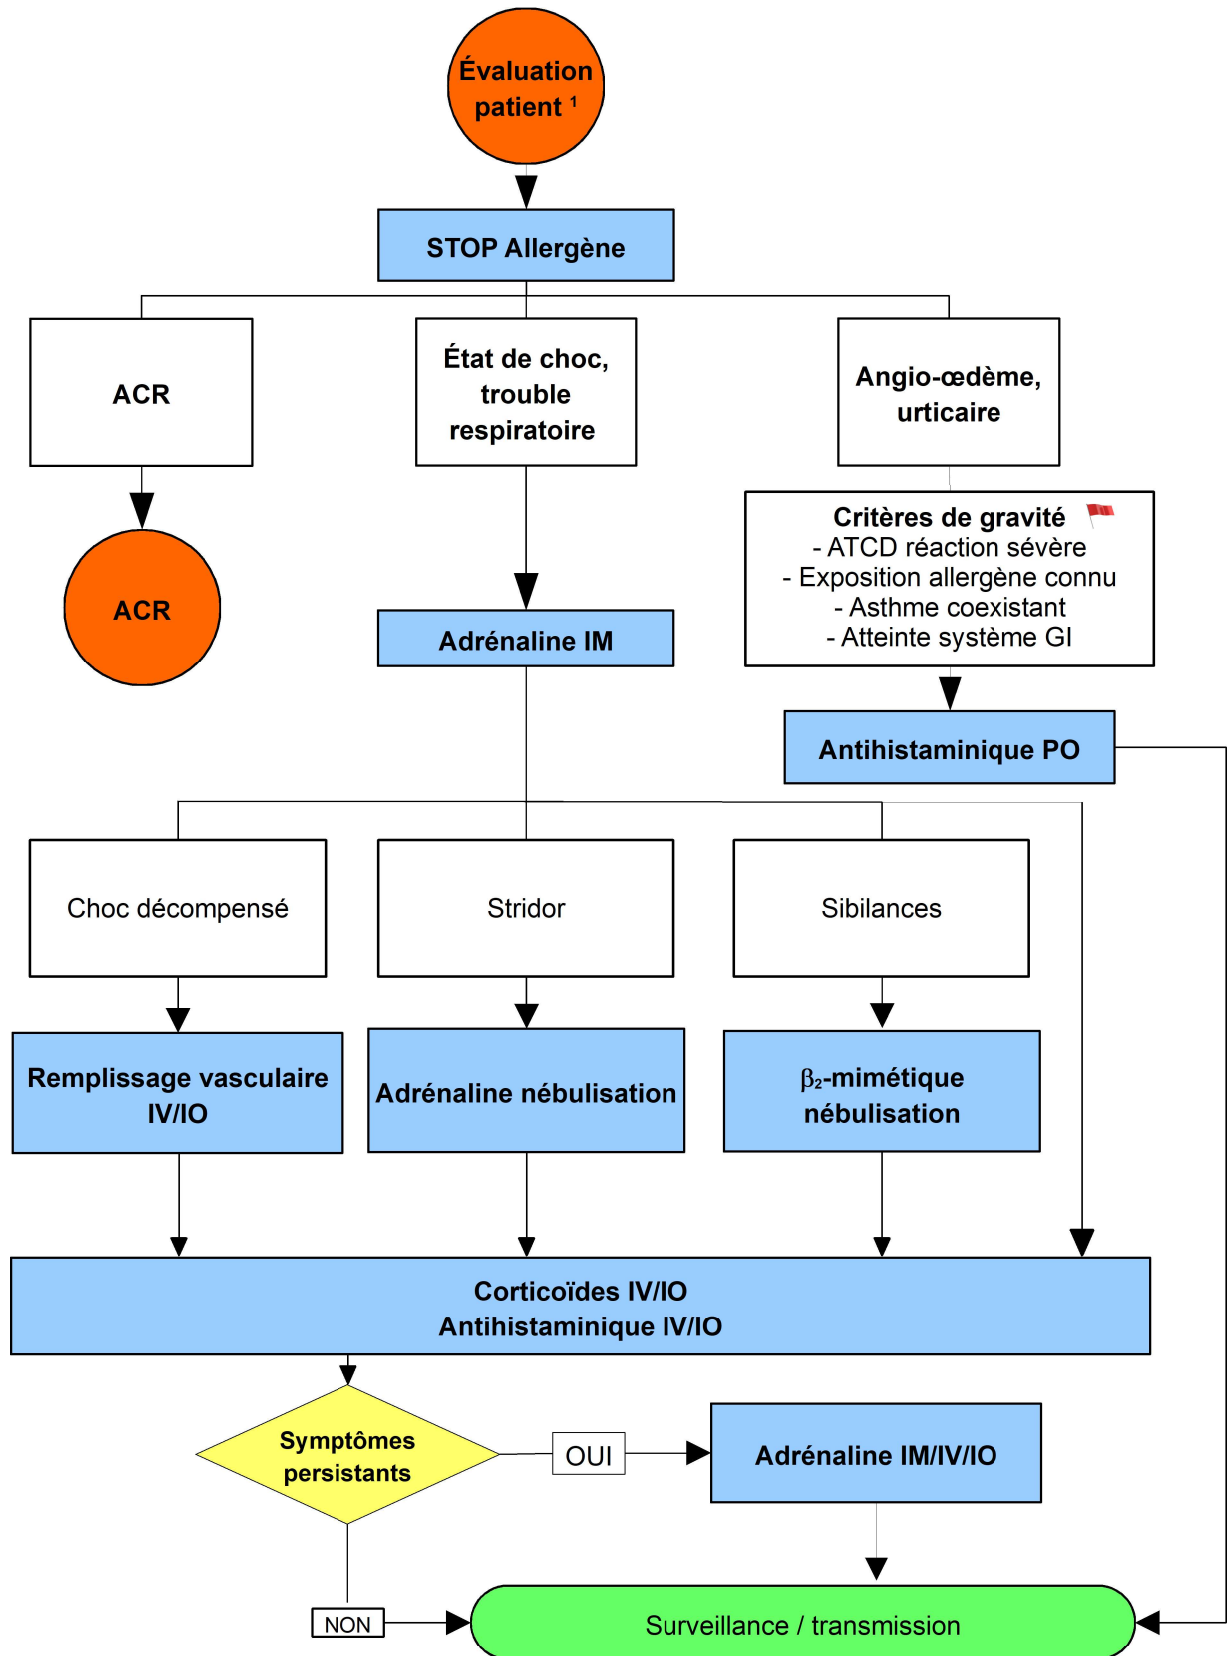 Évaluation
patient ¹
STOP Allergène
ACR
État de choc,
trouble
respiratoire
Angio-œdème,
urticaire
ACR
Critères de gravité
- ATCD réaction sévère
- Exposition allergène connu
- Asthme coexistant
- Atteinte système GI
Adrénaline IM
Antihistaminique PO
Choc décompensé
Stridor
Sibilances
Remplissage vasculaire
IV/IO
Adrénaline nébulisation
β₂-mimétique
nébulisation
Corticoïdes IV/IO
Antihistaminique IV/IO
Symptômes
persistants
OUI
Adrénaline IM/IV/IO
NON
Surveillance / transmission